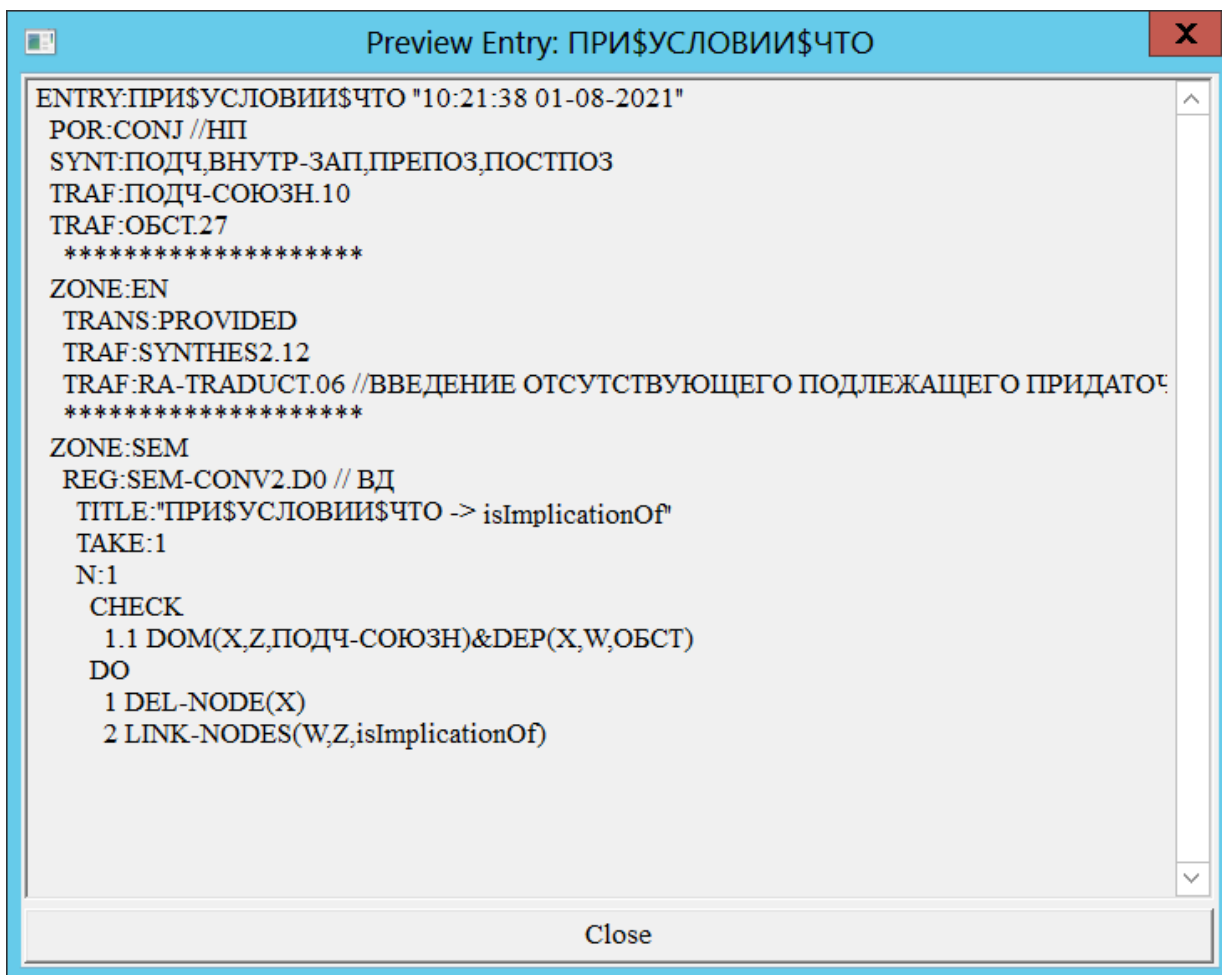 Preview Entry: ПРИ$УСЛОВИИ$ЧТО
X
ENTRY:ПРИ$УСЛОВИИ$ЧТО "10:21:38 01-08-2021"
POR:CONJ //НП
SYNT:ПОДЧ,ВНУТР-ЗАП,ПРЕПОЗ,ПОСТПОЗ
TRAF:ПОДЧ-СОЮЗН.10
TRAF:ОБСТ.27
********************
ZONE:EN
TRANS:PROVIDED
TRAF:SYNTHES2.12
TRAF:RA-TRADUCT.06 //ВВЕДЕНИЕ ОТСУТСТВУЮЩЕГО ПОДЛЕЖАЩЕГО ПРИДАТОЧ
********************
ZONE:SEM
REG:SEM-CONV2.D0 // ВД
TITLE:"ПРИ$УСЛОВИИ$ЧТО -> isImplicationOf"
TAKE:1
N:1
CHECK
1.1 DOM(X,Z,ПОДЧ-СОЮЗН)&DEP(X,W,ОБСТ)
DO
1 DEL-NODE(X)
2 LINK-NODES(W,Z,isImplicationOf)
Close